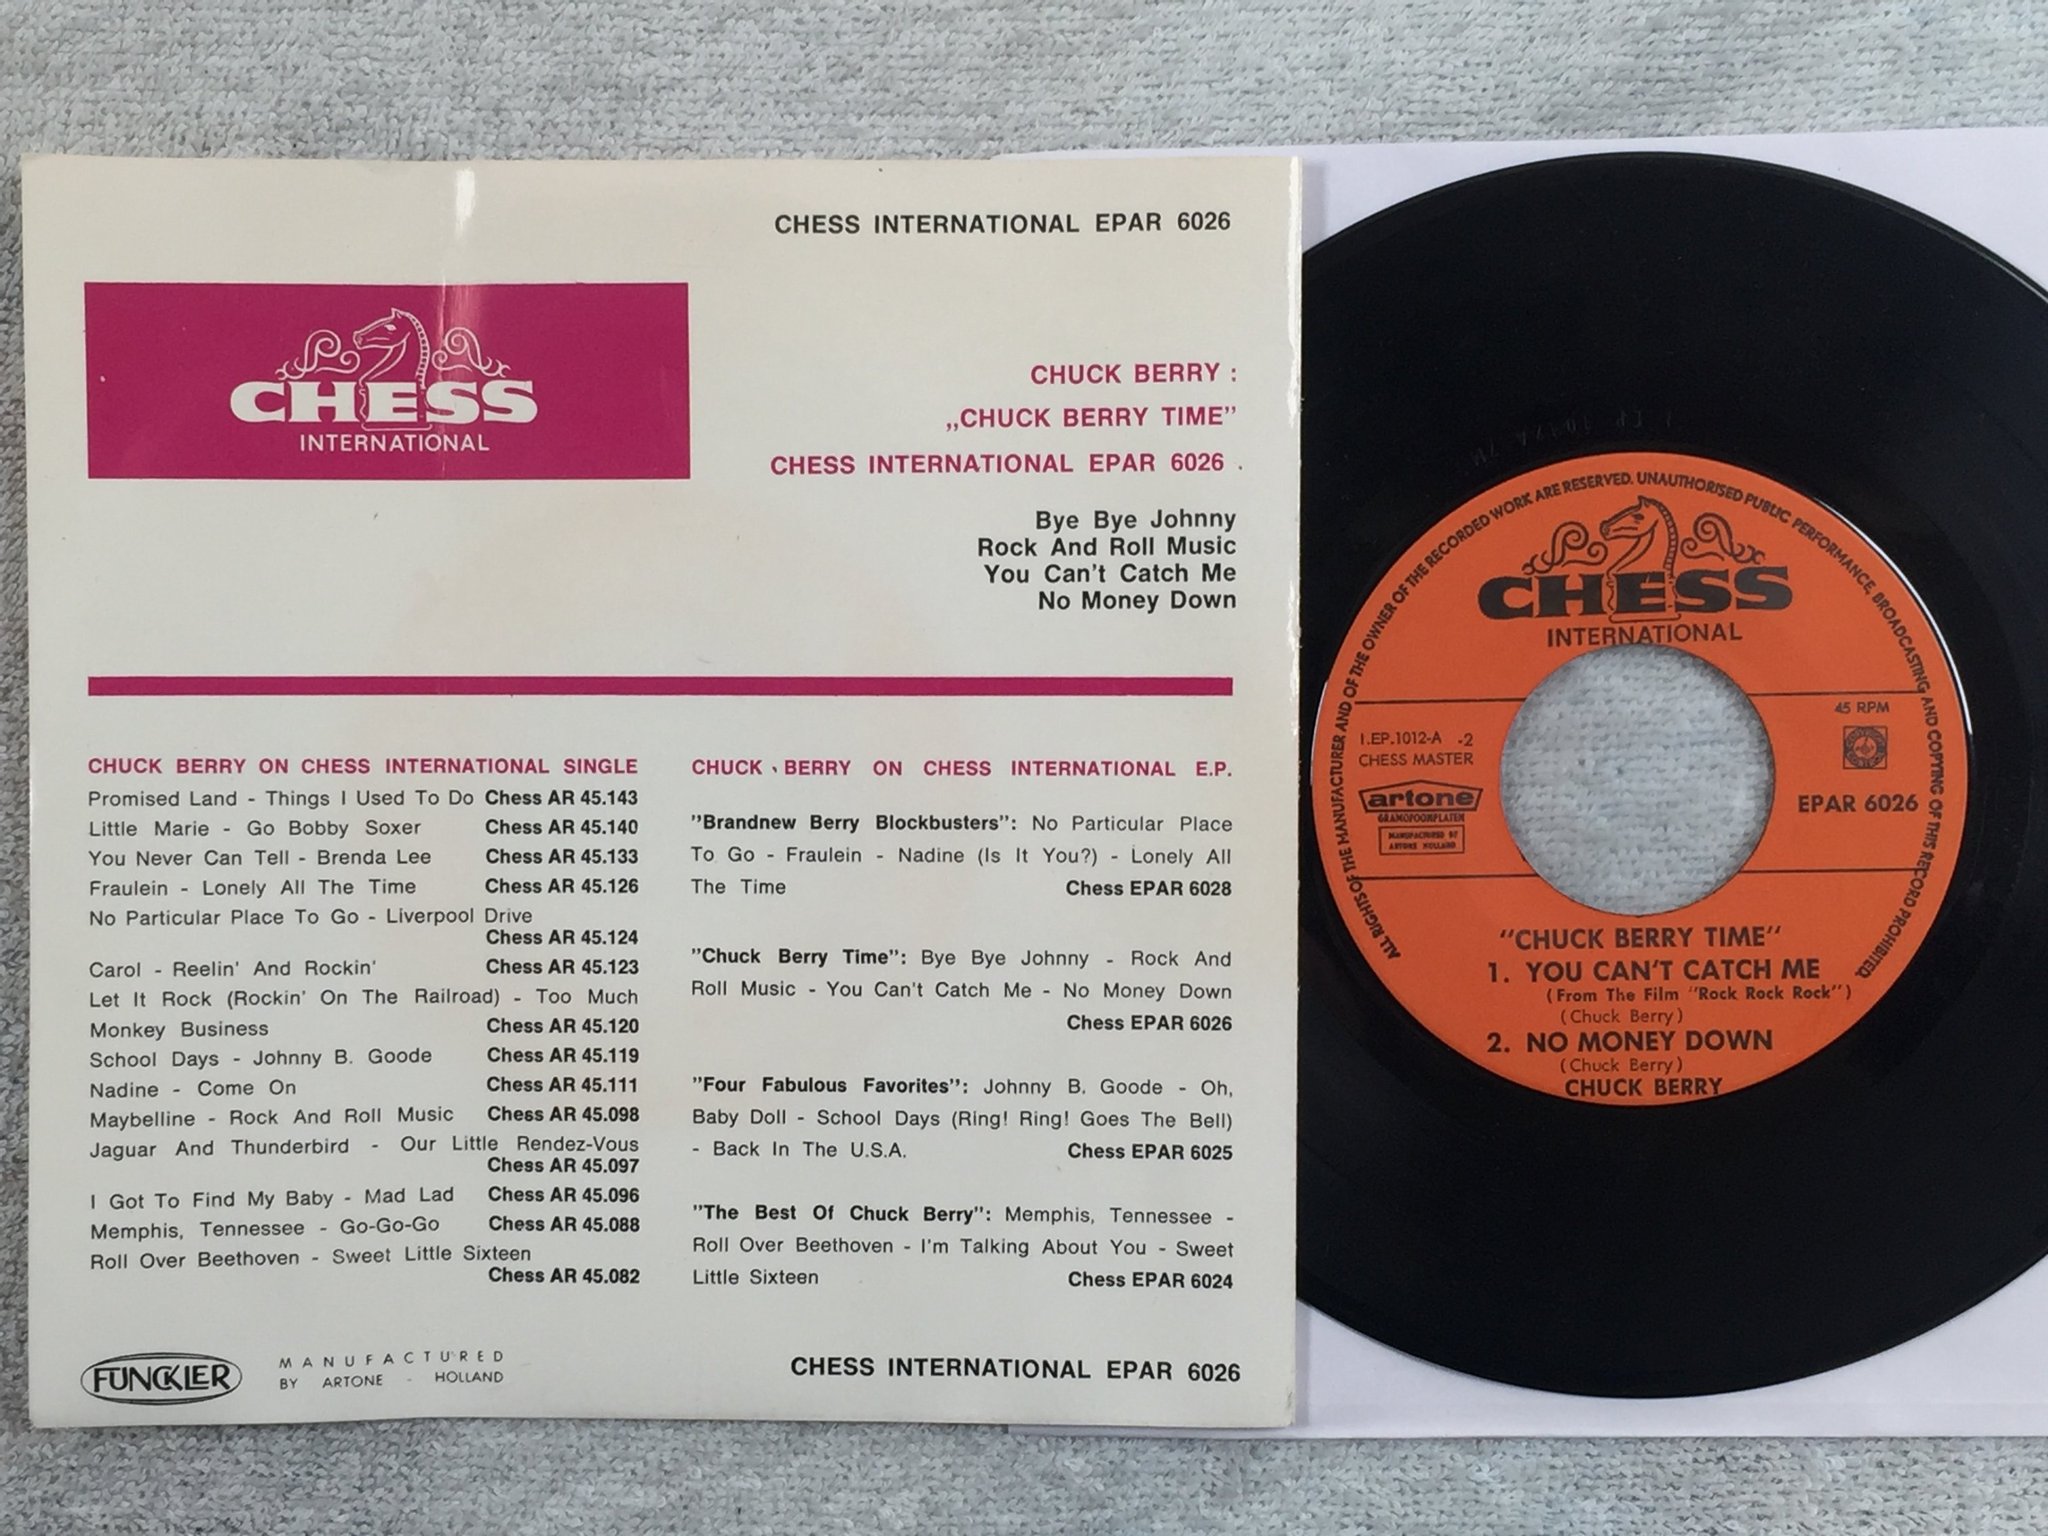 CHESS INTERNATIONAL EPAR 6026
CHESS
INTERNATIONAL
CHUCK BERRY :
„CHUCK BERRY TIME”
CHESS INTERNATIONAL EPAR 6026
Bye Bye Johnny
Rock And Roll Music
You Can't Catch Me
No Money Down
CHUCK BERRY ON CHESS INTERNATIONAL SINGLE
Promised Land - Things I Used To Do Chess AR 45.143
Little Marie - Go Bobby Soxer Chess AR 45.140
You Never Can Tell - Brenda Lee Chess AR 45.133
Fraulein - Lonely All The Time Chess AR 45.126
No Particular Place To Go - Liverpool Drive
Chess AR 45.124
Carol - Reelin' And Rockin' Chess AR 45.123
Let It Rock (Rockin' On The Railroad) - Too Much
Monkey Business Chess AR 45.120
School Days - Johnny B. Goode Chess AR 45.119
Nadine - Come On Chess AR 45.111
Maybelline - Rock And Roll Music Chess AR 45.098
Jaguar And Thunderbird - Our Little Rendez-Vous
Chess AR 45.097
I Got To Find My Baby - Mad Lad Chess AR 45.096
Memphis, Tennessee - Go-Go-Go Chess AR 45.088
Roll Over Beethoven - Sweet Little Sixteen
Chess AR 45.082
CHUCK BERRY ON CHESS INTERNATIONAL E.P.
”Brandnew Berry Blockbusters”: No Particular Place
To Go - Fraulein - Nadine (Is It You?) - Lonely All
The Time Chess EPAR 6028
”Chuck Berry Time”: Bye Bye Johnny - Rock And
Roll Music - You Can't Catch Me - No Money Down
Chess EPAR 6026
”Four Fabulous Favorites”: Johnny B. Goode - Oh,
Baby Doll - School Days (Ring! Ring! Goes The Bell)
- Back In The U.S.A. Chess EPAR 6025
”The Best Of Chuck Berry”: Memphis, Tennessee -
Roll Over Beethoven - I'm Talking About You - Sweet
Little Sixteen Chess EPAR 6024
FUNCKLER
MANUFACTURED
BY ARTONE - HOLLAND
CHESS INTERNATIONAL EPAR 6026
ALL RIGHTS OF THE MANUFACTURER AND OF THE OWNER OF THE RECORDED WORK ARE RESERVED. UNAUTHORISED PUBLIC PERFORMANCE, BROADCASTING AND COPYING OF THIS RECORD PROHIBITED.
CHESS
INTERNATIONAL
45 RPM
1.EP.1012-A -2
CHESS MASTER
artone
GRAMOFOONPLATEN
MANUFACTURED BY
ARTONE HOLLAND
EPAR 6026
“CHUCK BERRY TIME”
1. YOU CAN'T CATCH ME
(From The Film “Rock Rock Rock”)
(Chuck Berry)
2. NO MONEY DOWN
(Chuck Berry)
CHUCK BERRY